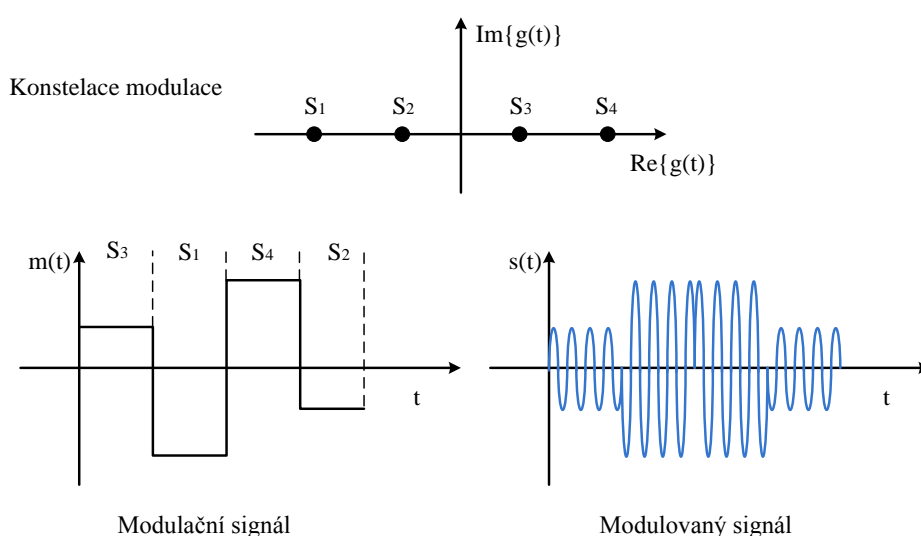 Im{g(t)}
Konstelace modulace
S1 S2 S3 S4
Re{g(t)}
S3 S1 S4 S2
m(t)
t
s(t)
t
Modulační signál
Modulovaný signál